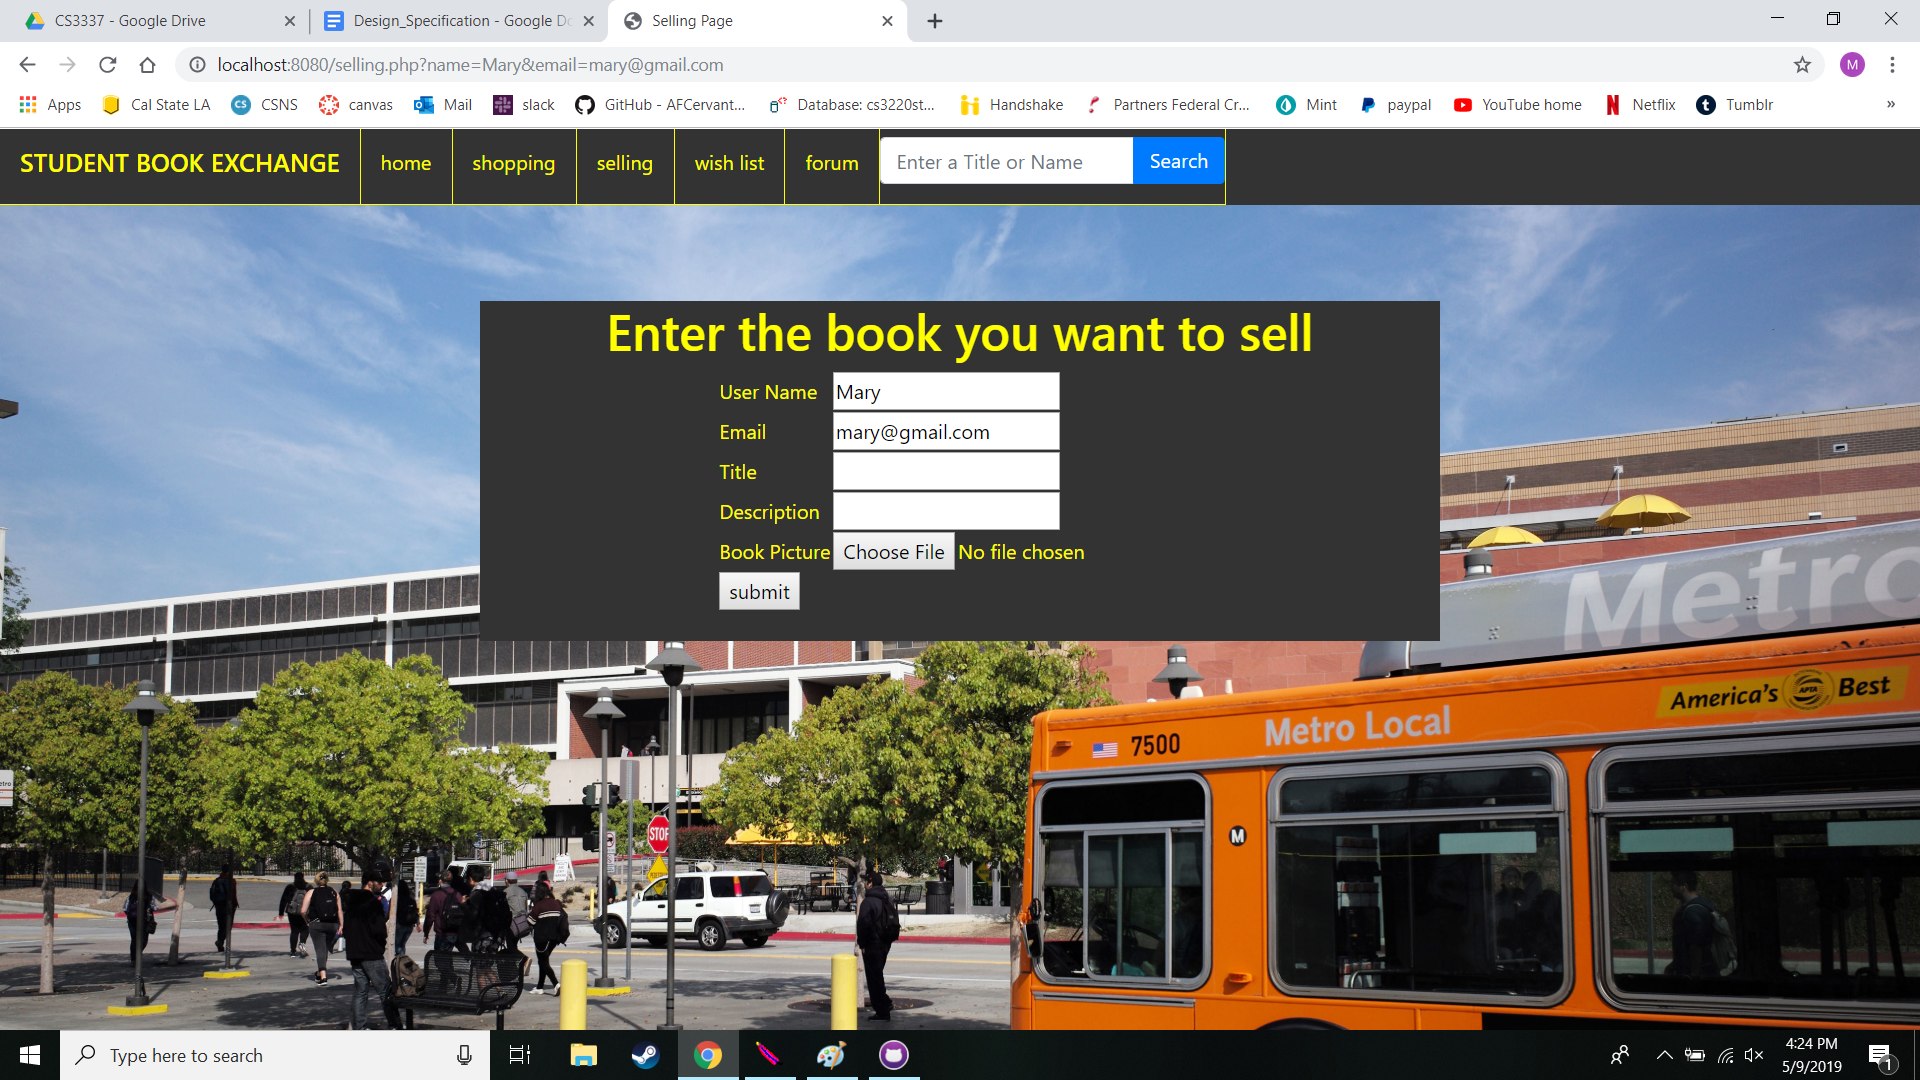 CS3337 - Google Drive
Design_Specification - Google Do
Selling Page
localhost:8080/selling.php?name=Mary&email=mary@gmail.com
M
Apps
Cal State LA
CS CSNS
canvas
Mail
slack
GitHub - AFCervant...
Database: cs3220st...
Handshake
Partners Federal Cr...
Mint
paypal
YouTube home
Netflix
Tumblr
»
STUDENT BOOK EXCHANGE
home
shopping
selling
wish list
forum
Enter a Title or Name
Search
Enter the book you want to sell
User Name Mary
Email mary@gmail.com
Title
Description
Book Picture Choose File No file chosen
submit
Metro
America's APTA Best
Metro Local
7500
M
STOP
Type here to search
4:24 PM
5/9/2019
1